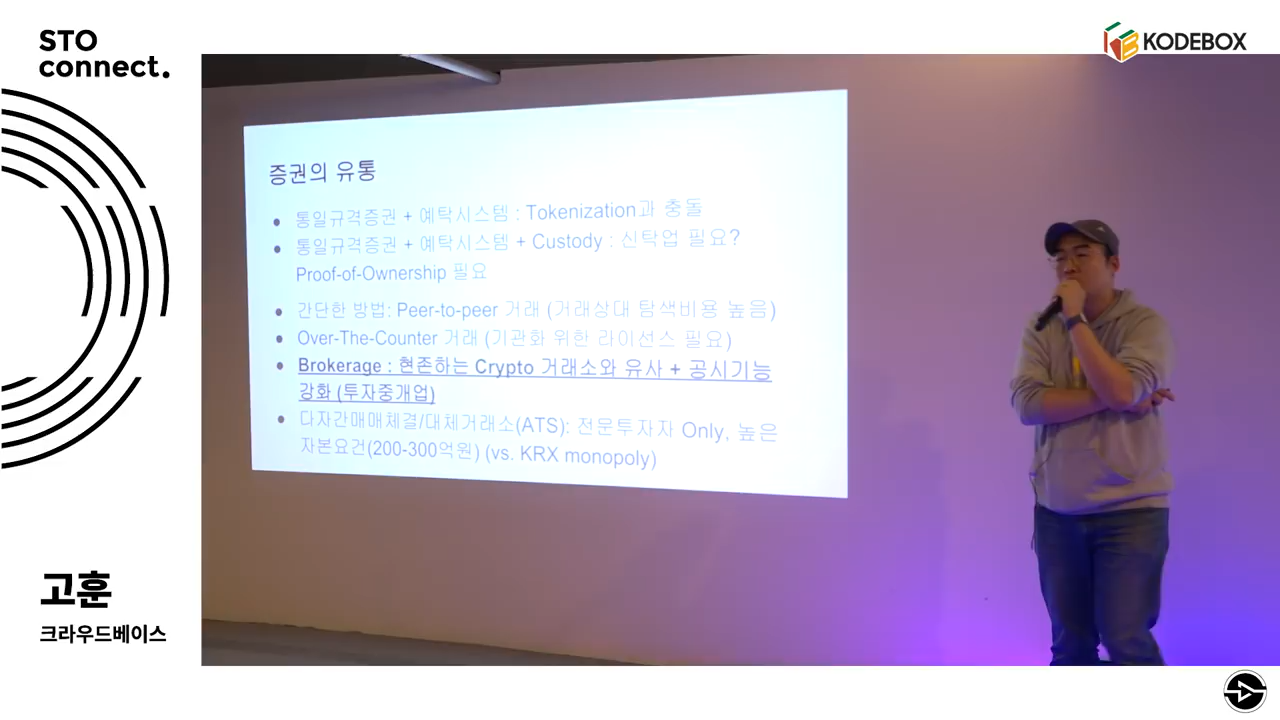 STO
connect.
KODEBOX
증권의 유통
● 통일규격증권 + 예탁시스템 : Tokenization과 충돌
● 통일규격증권 + 예탁시스템 + Custody : 신탁업 필요?
Proof-of-Ownership 필요
● 간단한 방법: Peer-to-peer 거래 (거래상대 탐색비용 높음)
● Over-The-Counter 거래 (기관화 위한 라이선스 필요)
● Brokerage : 현존하는 Crypto 거래소와 유사 + 공시기능
강화 (투자중개업)
● 다자간매매체결/대체거래소(ATS): 전문투자자 Only, 높은
자본요건(200-300억원) (vs. KRX monopoly)
고훈
크라우드베이스